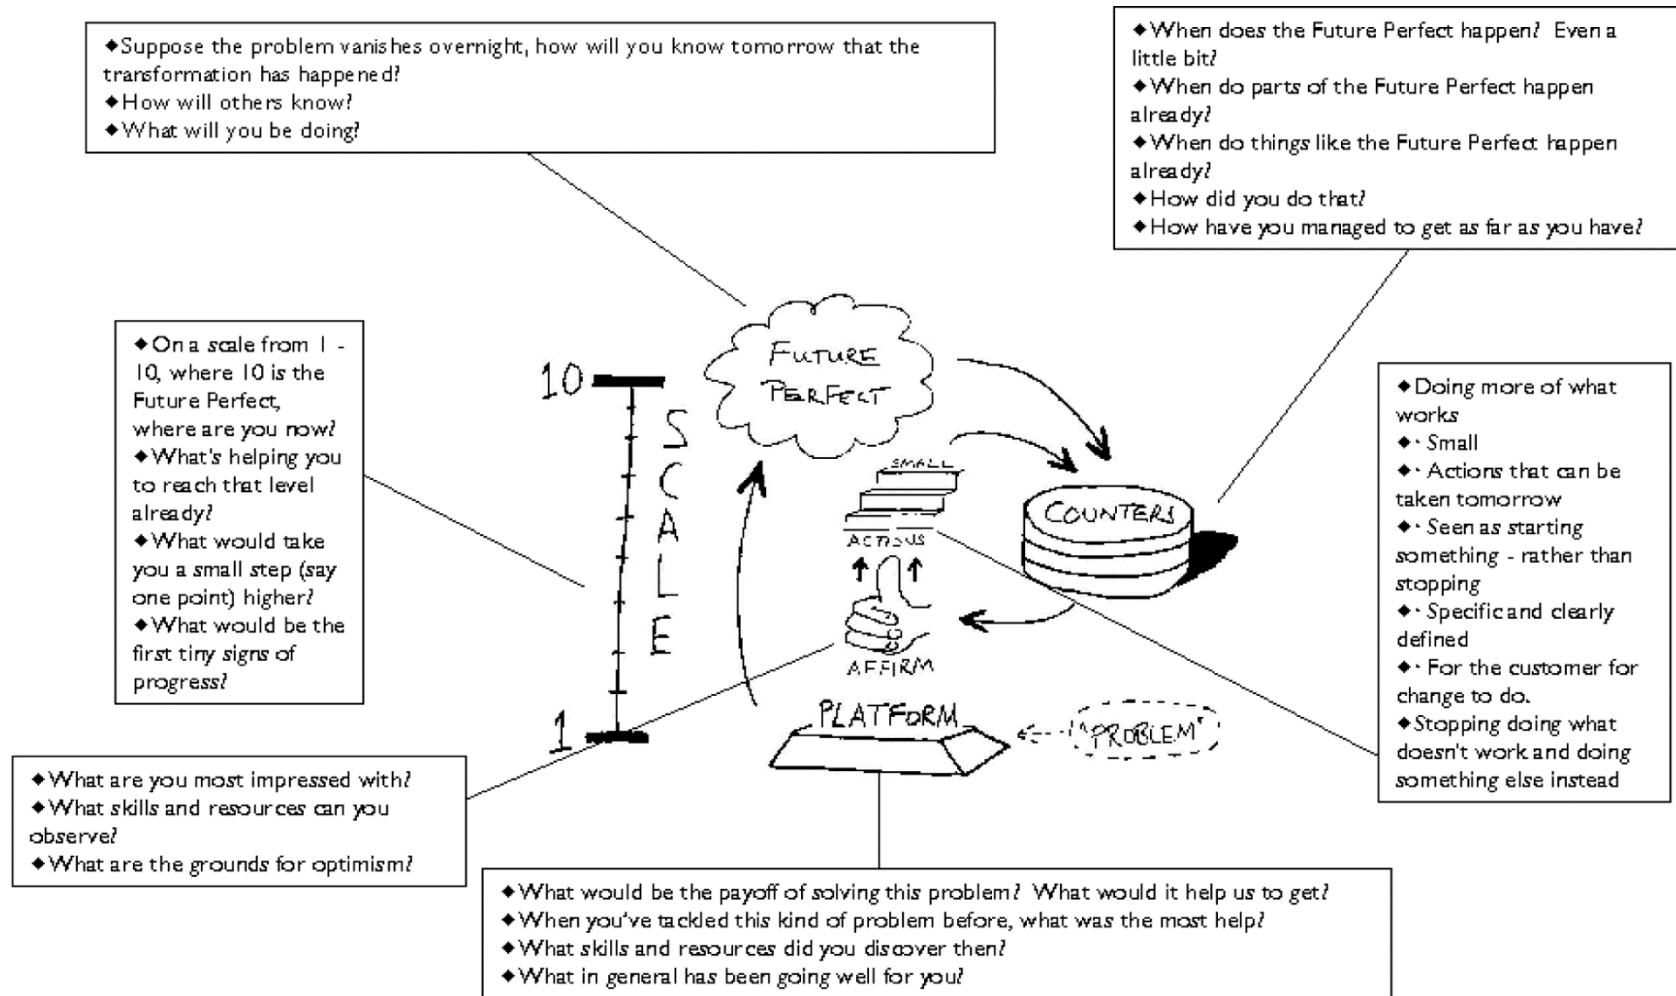 ◆Suppose the problem vanishes overnight, how will you know tomorrow that the
transformation has happened?
◆How will others know?
◆What will you be doing?
◆When does the Future Perfect happen? Even a
little bit?
◆When do parts of the Future Perfect happen
already?
◆When do things like the Future Perfect happen
already?
◆How did you do that?
◆How have you managed to get as far as you have?
◆On a scale from 1 -
10, where 10 is the
Future Perfect,
where are you now?
◆What's helping you
to reach that level
already?
◆What would take
you a small step (say
one point) higher?
◆What would be the
first tiny signs of
progress?
10
SCALE
1
FUTURE
PERFECT
SMALL
ACTIONS
COUNTERS
AFFIRM
PLATFORM
"PROBLEM"
◆Doing more of what
works
◆· Small
◆· Actions that can be
taken tomorrow
◆· Seen as starting
something - rather than
stopping
◆· Specific and clearly
defined
◆· For the customer for
change to do.
◆Stopping doing what
doesn't work and doing
something else instead
◆What are you most impressed with?
◆What skills and resources can you
observe?
◆What are the grounds for optimism?
◆What would be the payoff of solving this problem? What would it help us to get?
◆When you've tackled this kind of problem before, what was the most help?
◆What skills and resources did you discover then?
◆What in general has been going well for you?